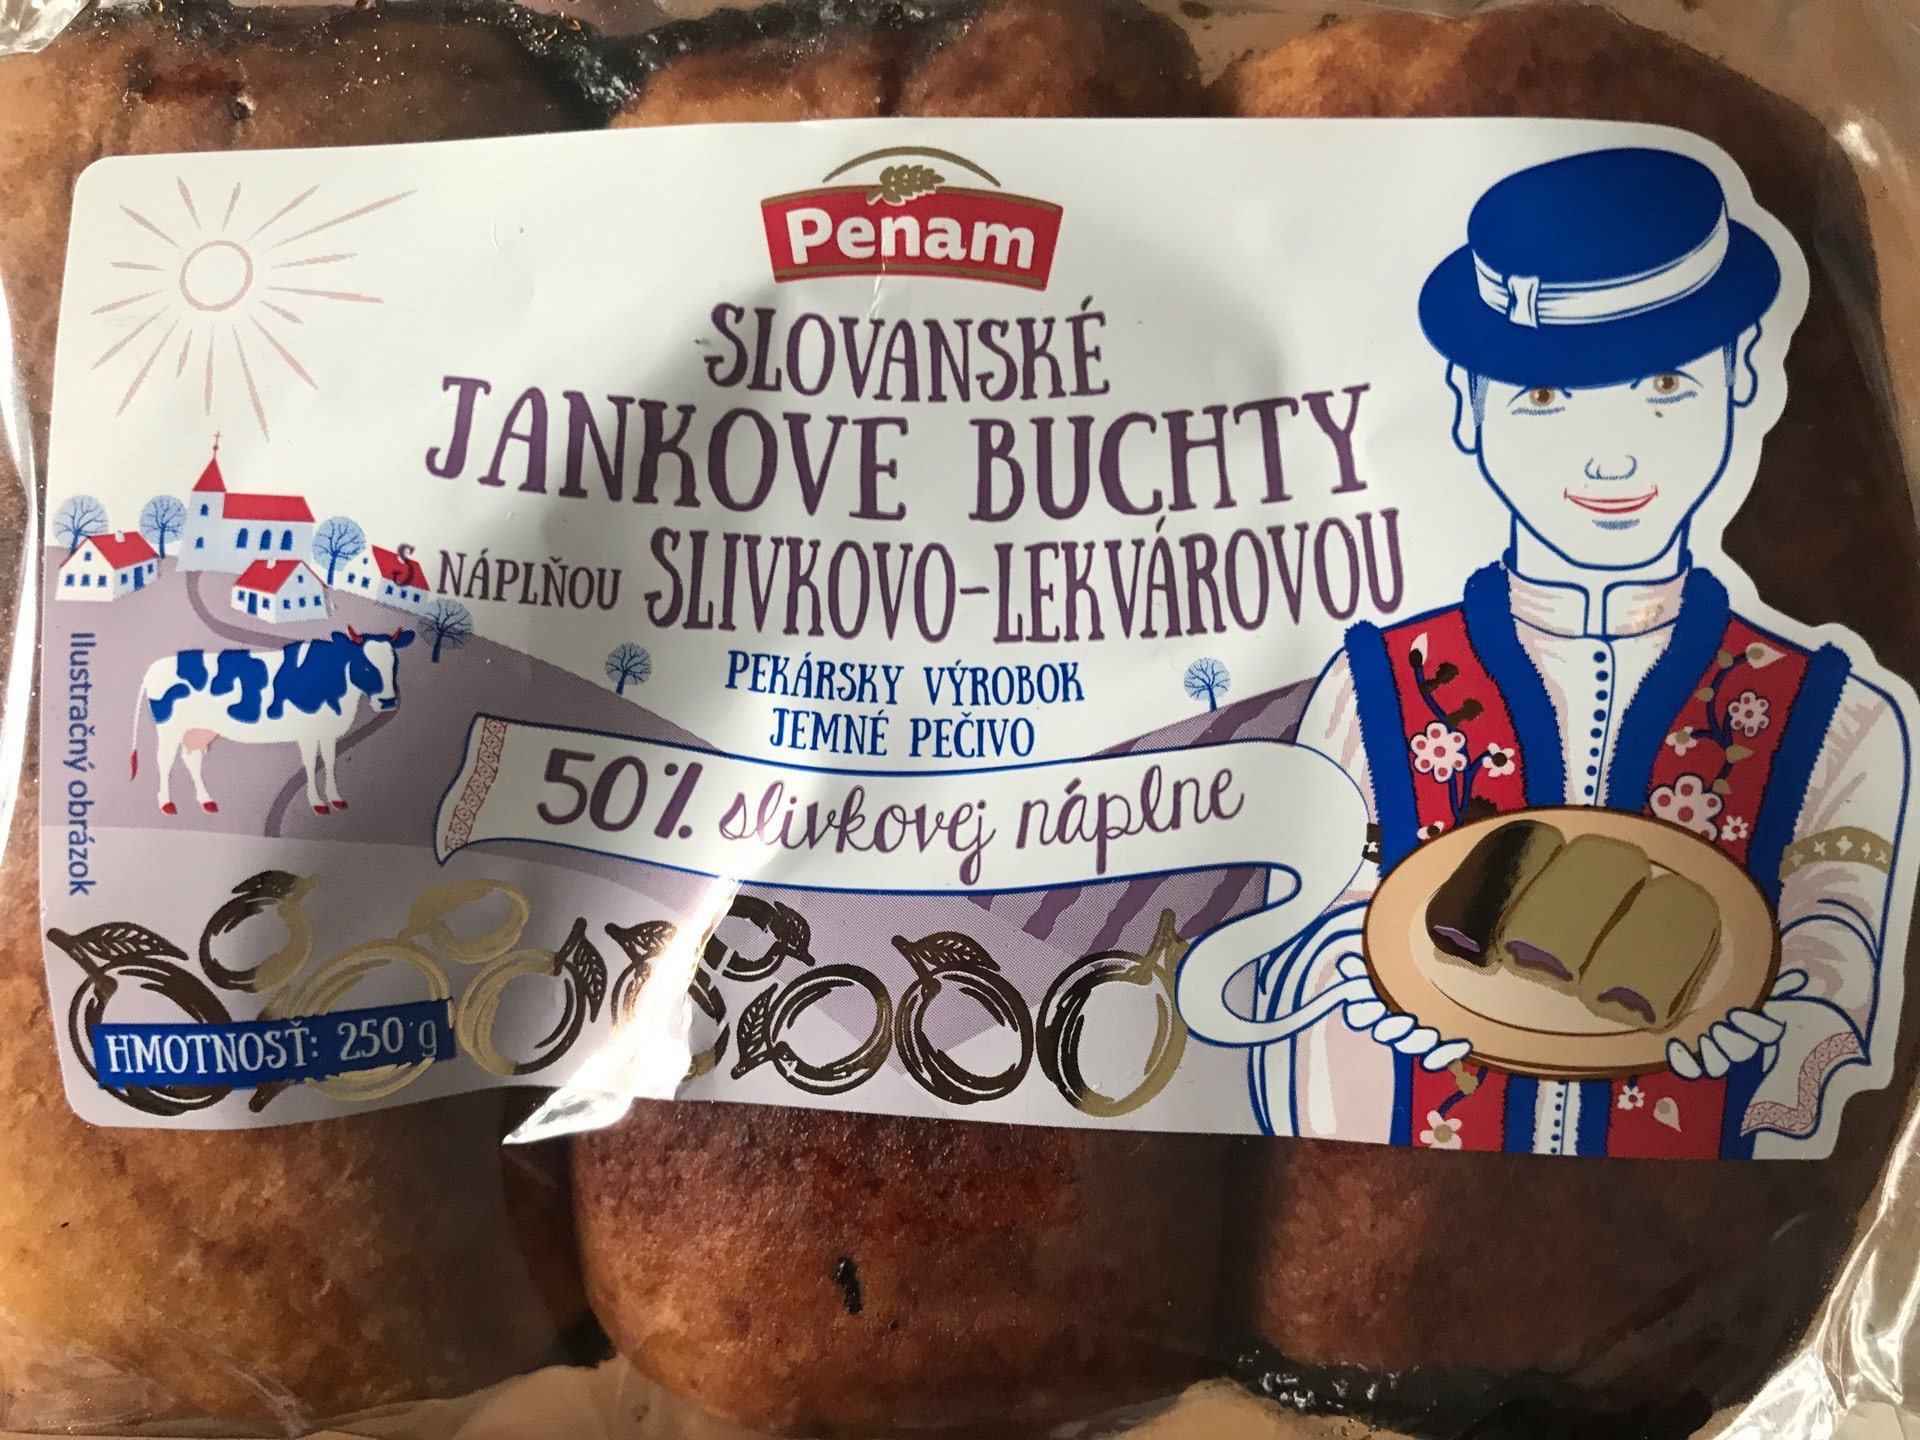 Penam
SLOVANSKÉ
JANKOVE BUCHTY
S NÁPLŇOU SLIVKOVO-LEKVÁROVOU
PEKÁRSKY VÝROBOK
JEMNÉ PEČIVO
50% slivkovej náplne
Ilustračný obrázok
HMOTNOSŤ: 250 g